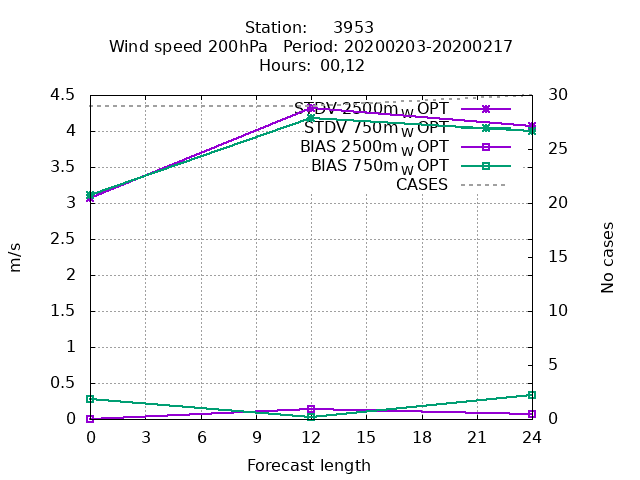 Station: 3953
Wind speed 200hPa Period: 20200203-20200217
Hours: 00,12
4.5
4
3.5
3
2.5
2
1.5
1
0.5
0
30
25
20
15
10
5
0
STDV 2500m W OPT
STDV 750m W OPT
BIAS 2500m W OPT
BIAS 750m W OPT
CASES
m/s
No cases
0 3 6 9 12 15 18 21 24
Forecast length